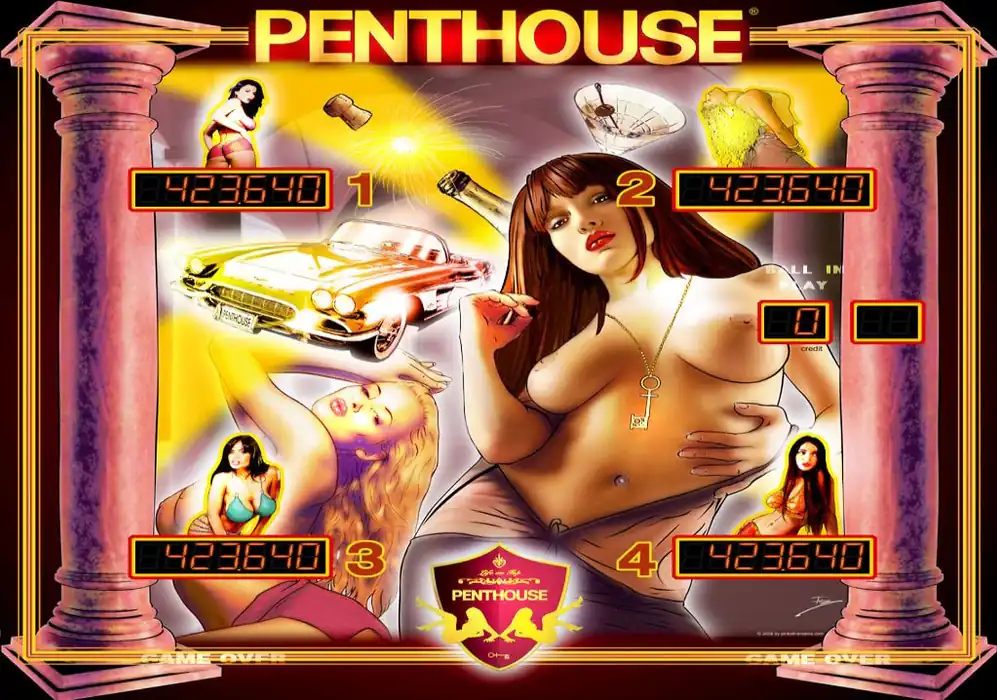 PENTHOUSE®
423,640 1
2 423,640
PENTHOUSE
BALL IN
PLAY
0
credit
423,640 3
4 423,640
PENTHOUSE
GAME OVER
GAME OVER